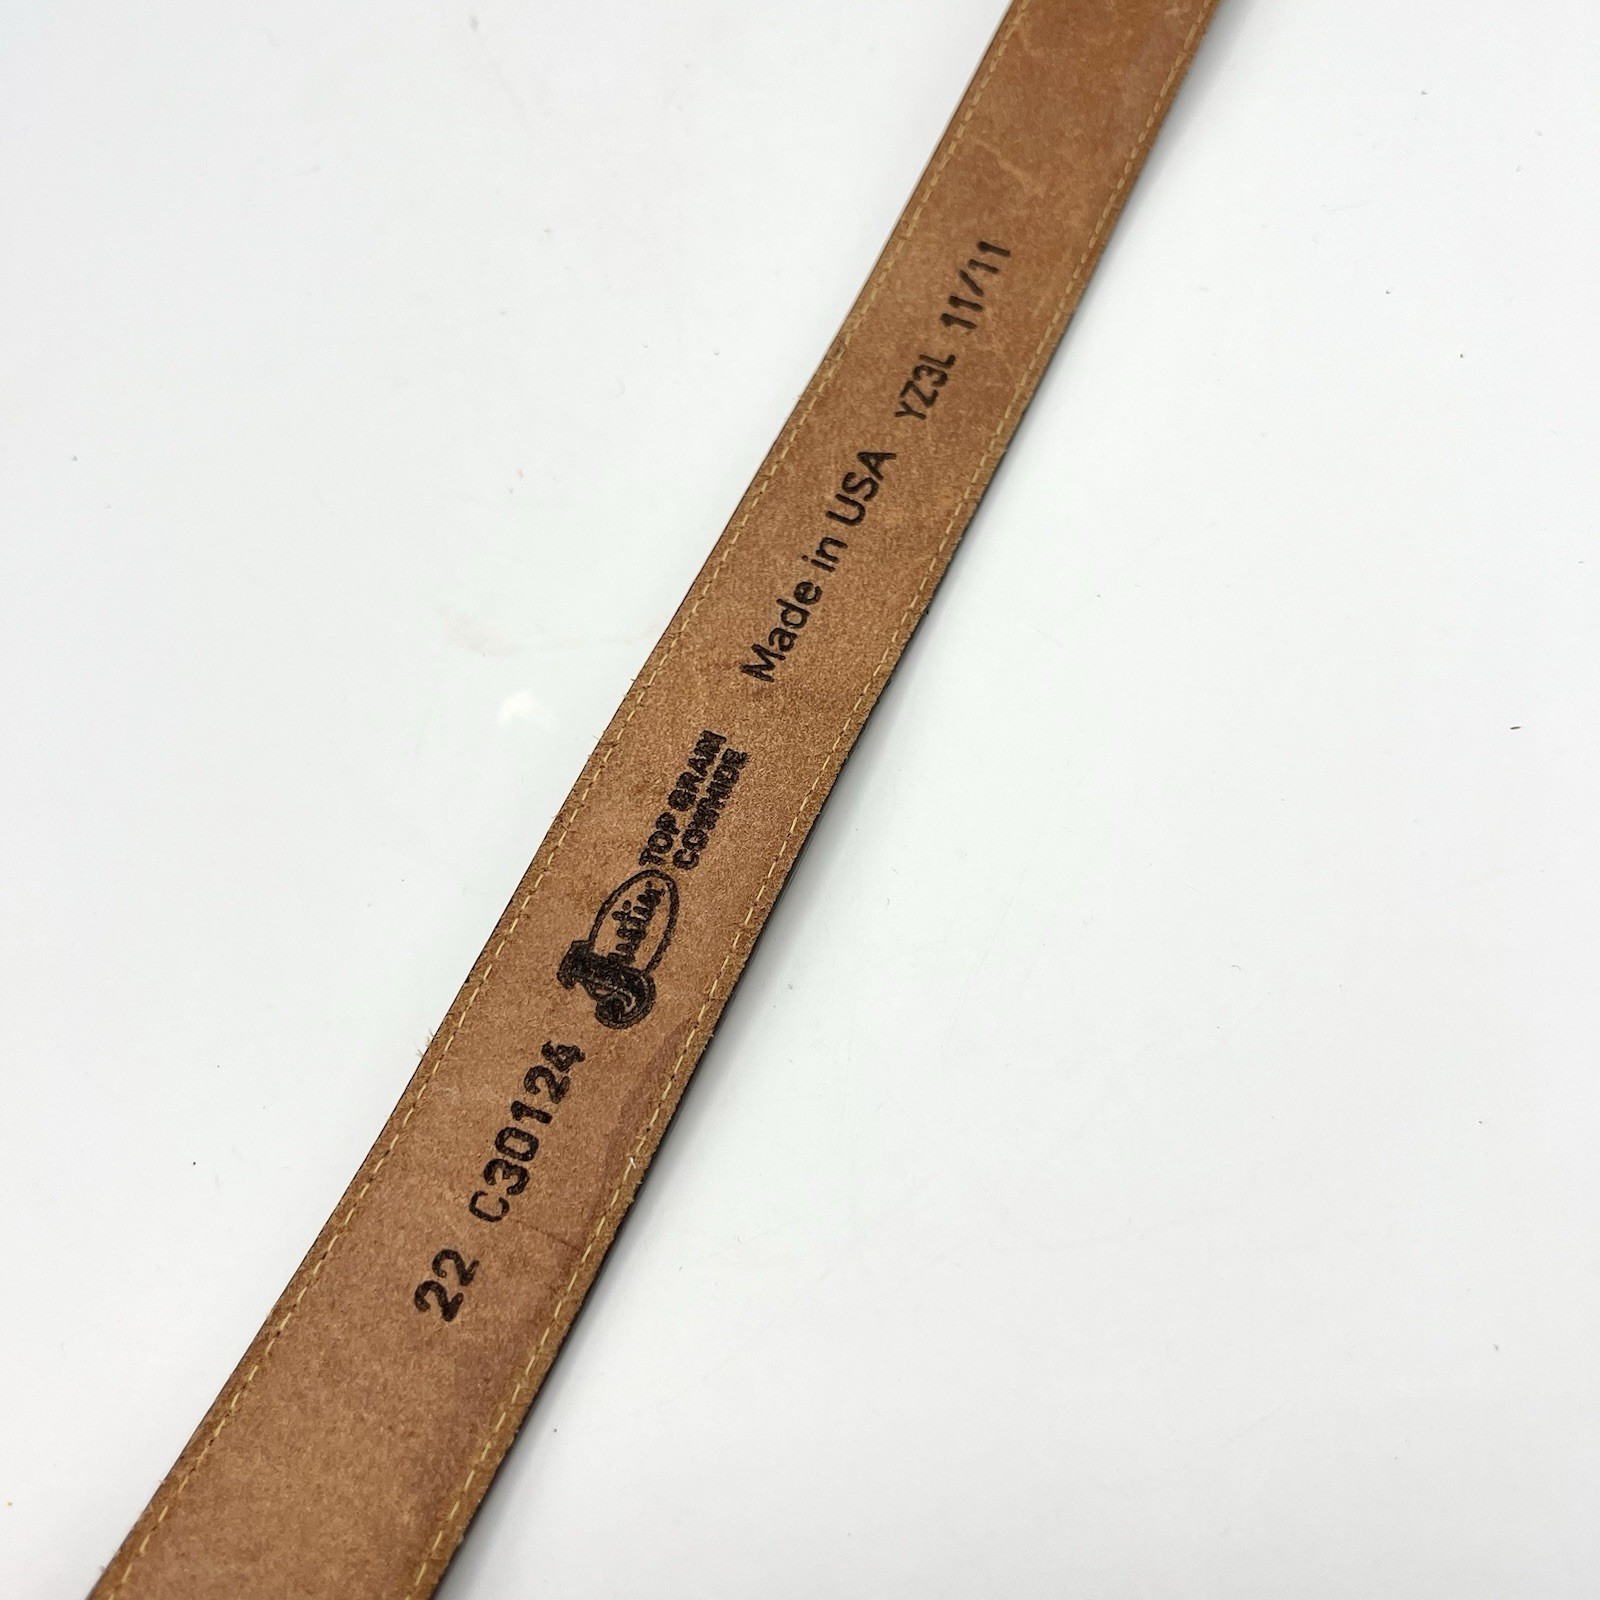 22 C30124 Justin TOP GRAIN
COWHIDE
Made in USA YZ3L 11/11